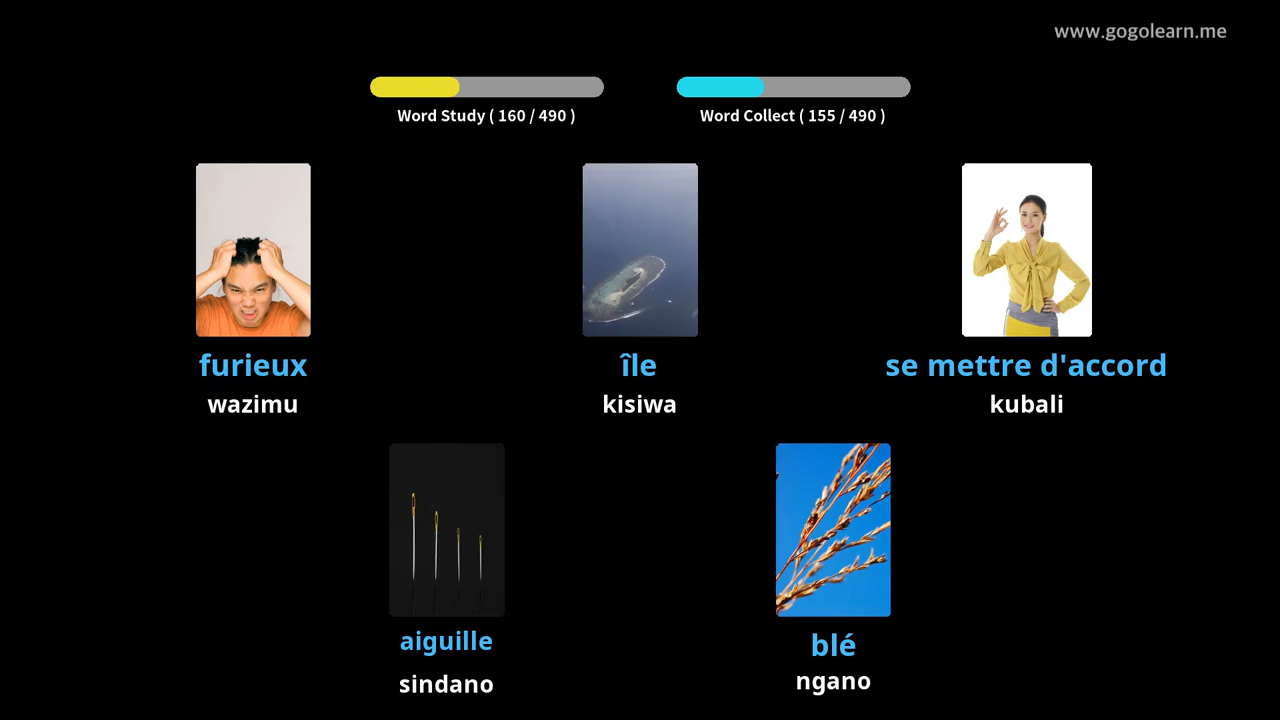 www.gogolearn.me
Word Study ( 160 / 490 )
Word Collect ( 155 / 490 )
furieux
wazimu
île
kisiwa
se mettre d'accord
kubali
aiguille
sindano
blé
ngano